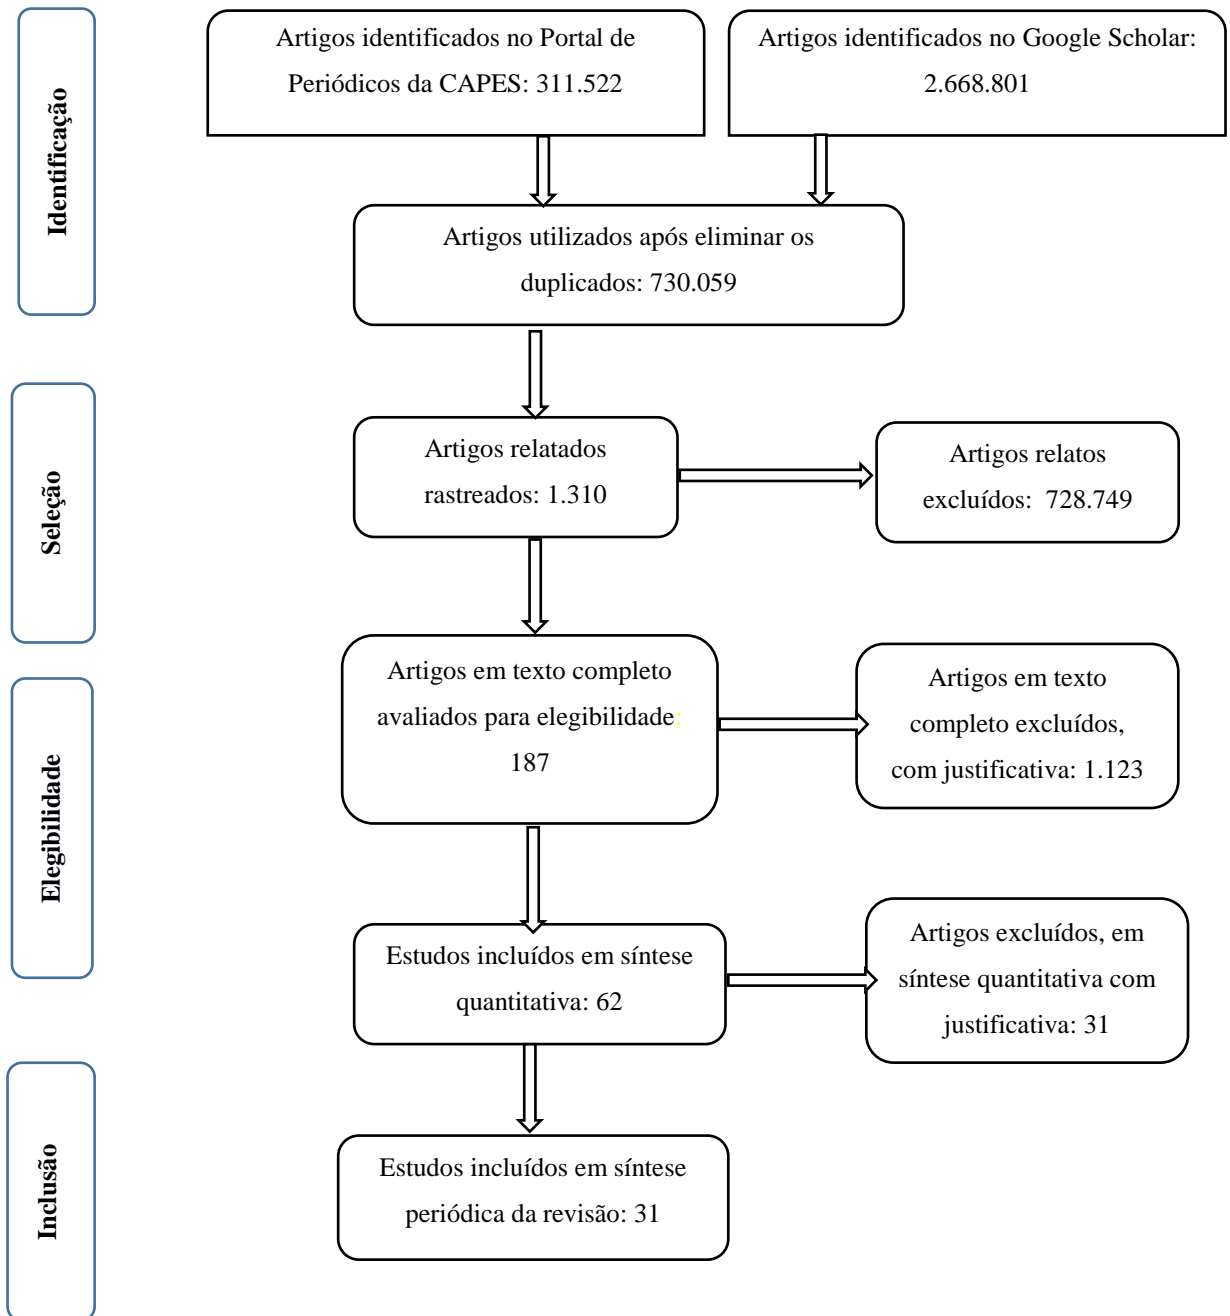 Identificação
Artigos identificados no Portal de
Periódicos da CAPES: 311.522
Artigos identificados no Google Scholar:
2.668.801
Artigos utilizados após eliminar os
duplicados: 730.059
Seleção
Artigos relatados
rastreados: 1.310
Artigos relatos
excluídos: 728.749
Elegibilidade
Artigos em texto completo
avaliados para elegibilidade:
187
Artigos em texto
completo excluídos,
com justificativa: 1.123
Estudos incluídos em síntese
quantitativa: 62
Artigos excluídos, em
síntese quantitativa com
justificativa: 31
Inclusão
Estudos incluídos em síntese
periódica da revisão: 31